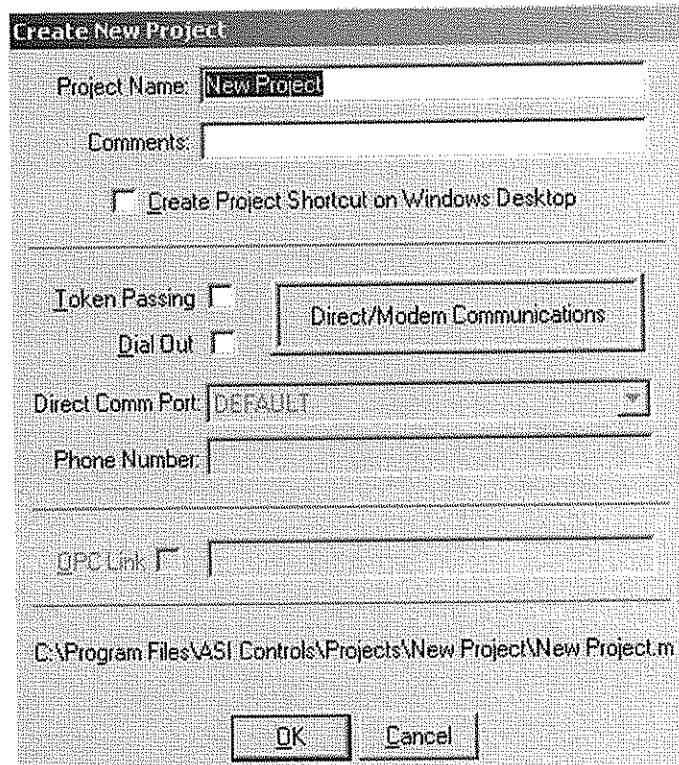 Create New Project
Project Name: New Project
Comments:
Create Project Shortcut on Windows Desktop
Token Passing
Direct/Modem Communications
Dial Out
Direct Comm Port: DEFAULT
Phone Number:
OPC Link
C:\Program Files\ASI Controls\Projects\New Project\New Project.m
OK
Cancel